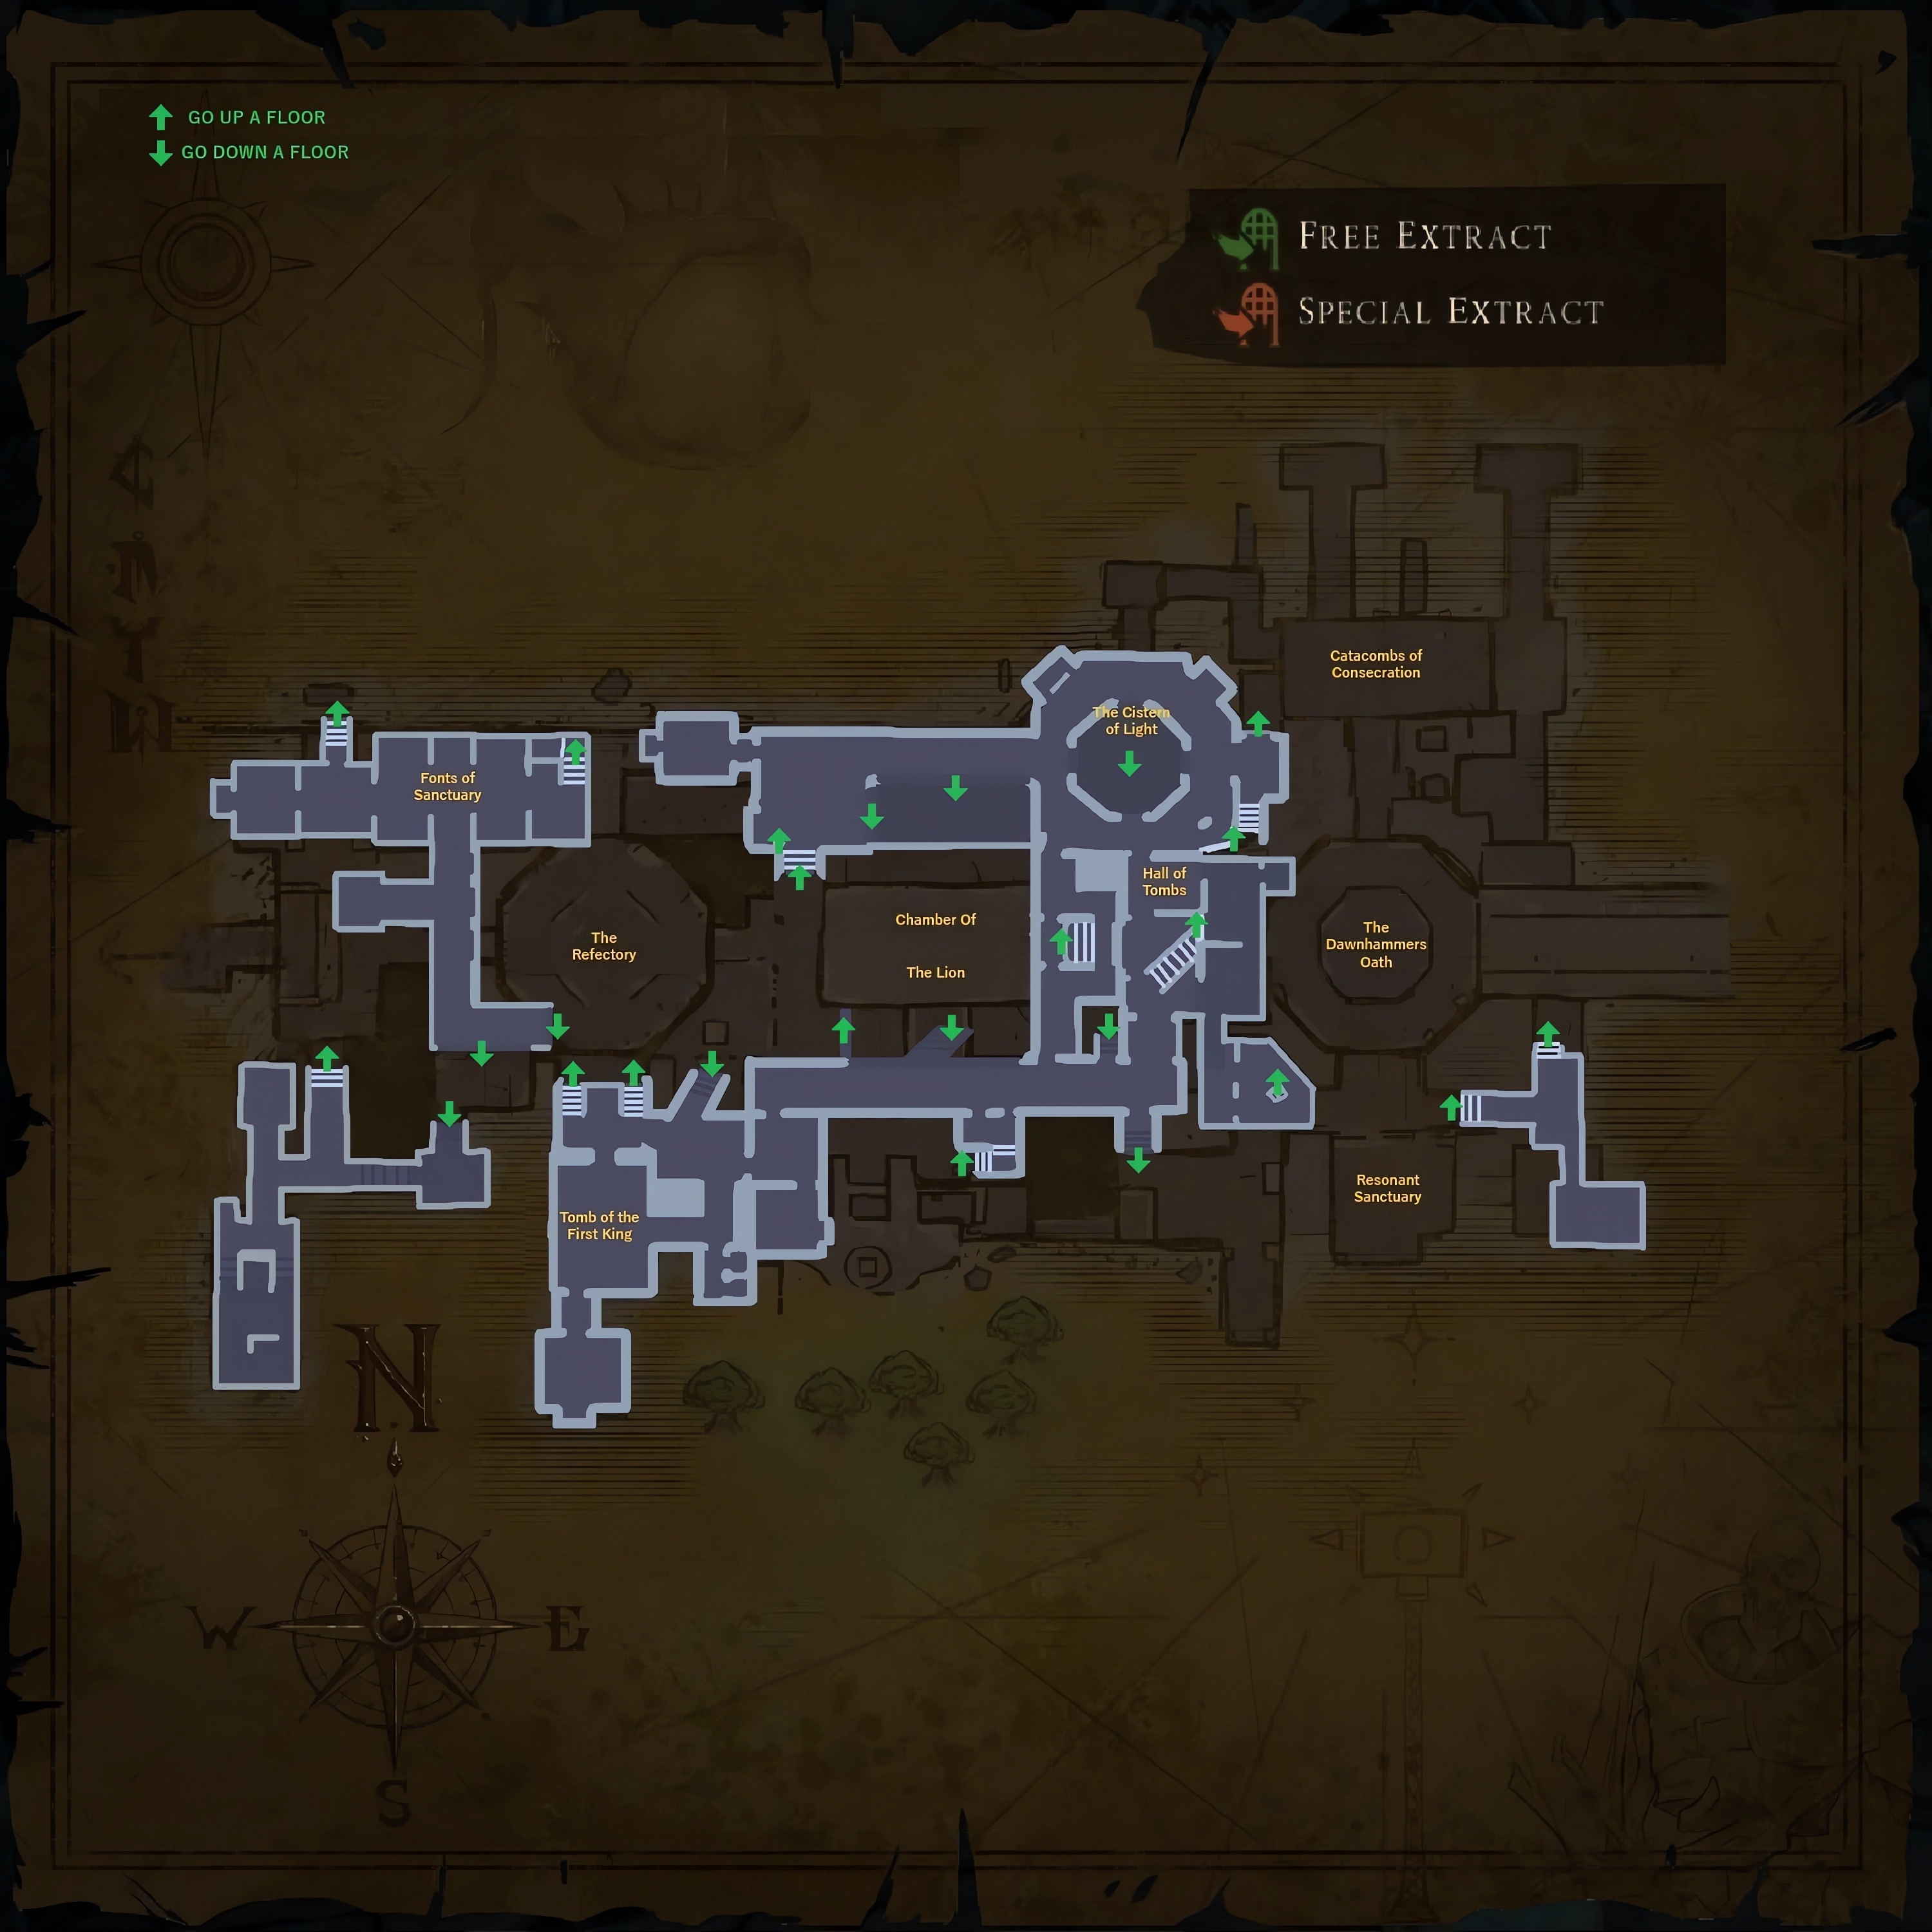 GO UP A FLOOR
GO DOWN A FLOOR
FREE EXTRACT
SPECIAL EXTRACT
Catacombs of
Consecration
The Cistern
of Light
Fonts of
Sanctuary
Hall of
Tombs
Chamber Of
The Lion
The
Refectory
The
Dawnhammers
Oath
Resonant
Sanctuary
Tomb of the
First King
N
W
E
S